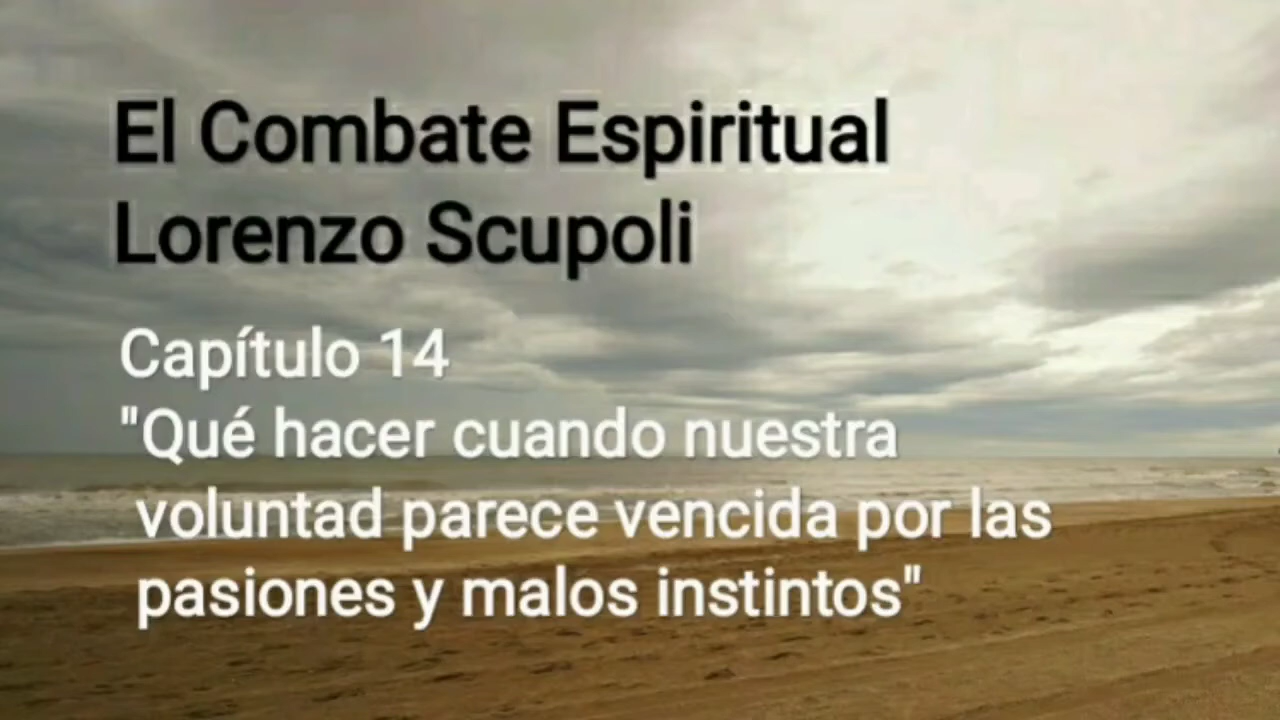 El Combate Espiritual
Lorenzo Scupoli
Capítulo 14
"Qué hacer cuando nuestra
voluntad parece vencida por las
pasiones y malos instintos"